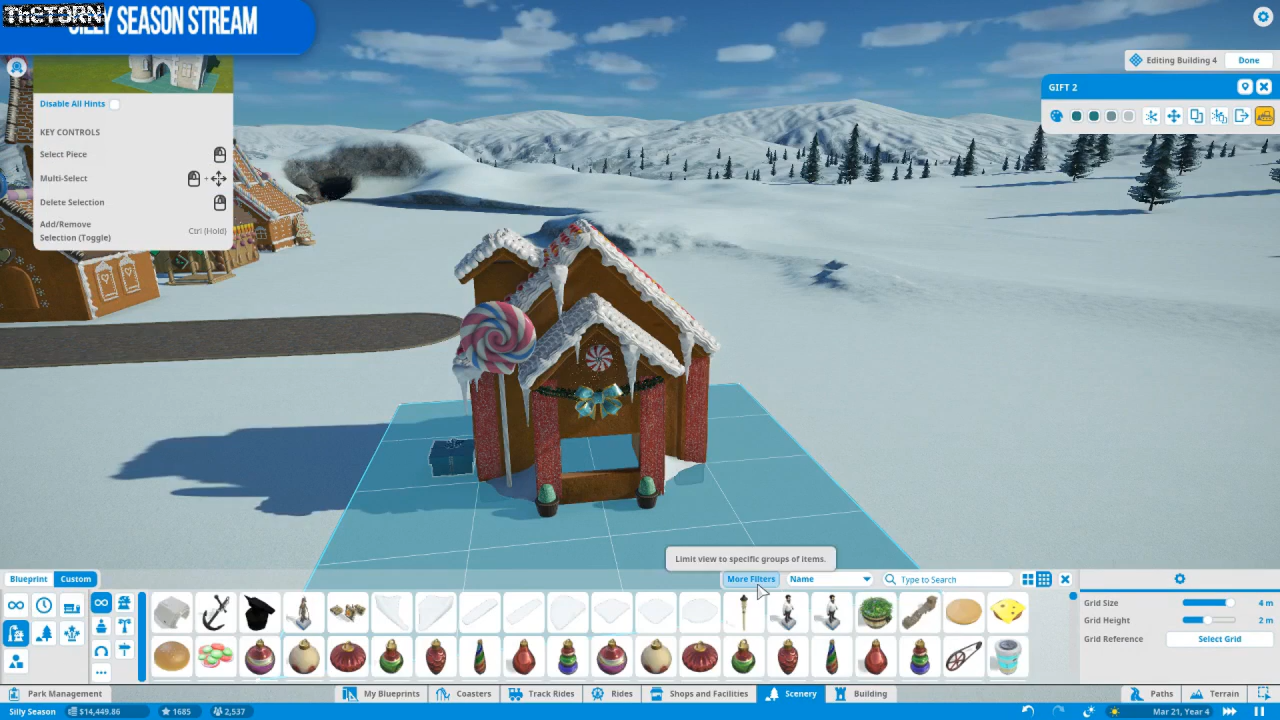 THETORN
SILLY SEASON STREAM
Editing Building 4
Done
GIFT 2
Disable All Hints
KEY CONTROLS
Select Piece
Multi-Select
+
Delete Selection
Add/Remove
Selection (Toggle)
Ctrl (Hold)
Limit view to specific groups of items.
Blueprint
Custom
More Filters
Name
Type to Search
Grid Size
4 m
Grid Height
2 m
Grid Reference
Select Grid
Park Management
My Blueprints
Coasters
Track Rides
Rides
Shops and Facilities
Scenery
Building
Paths
Terrain
Silly Season
$14,449.86
1685
2,537
Mar 21, Year 4